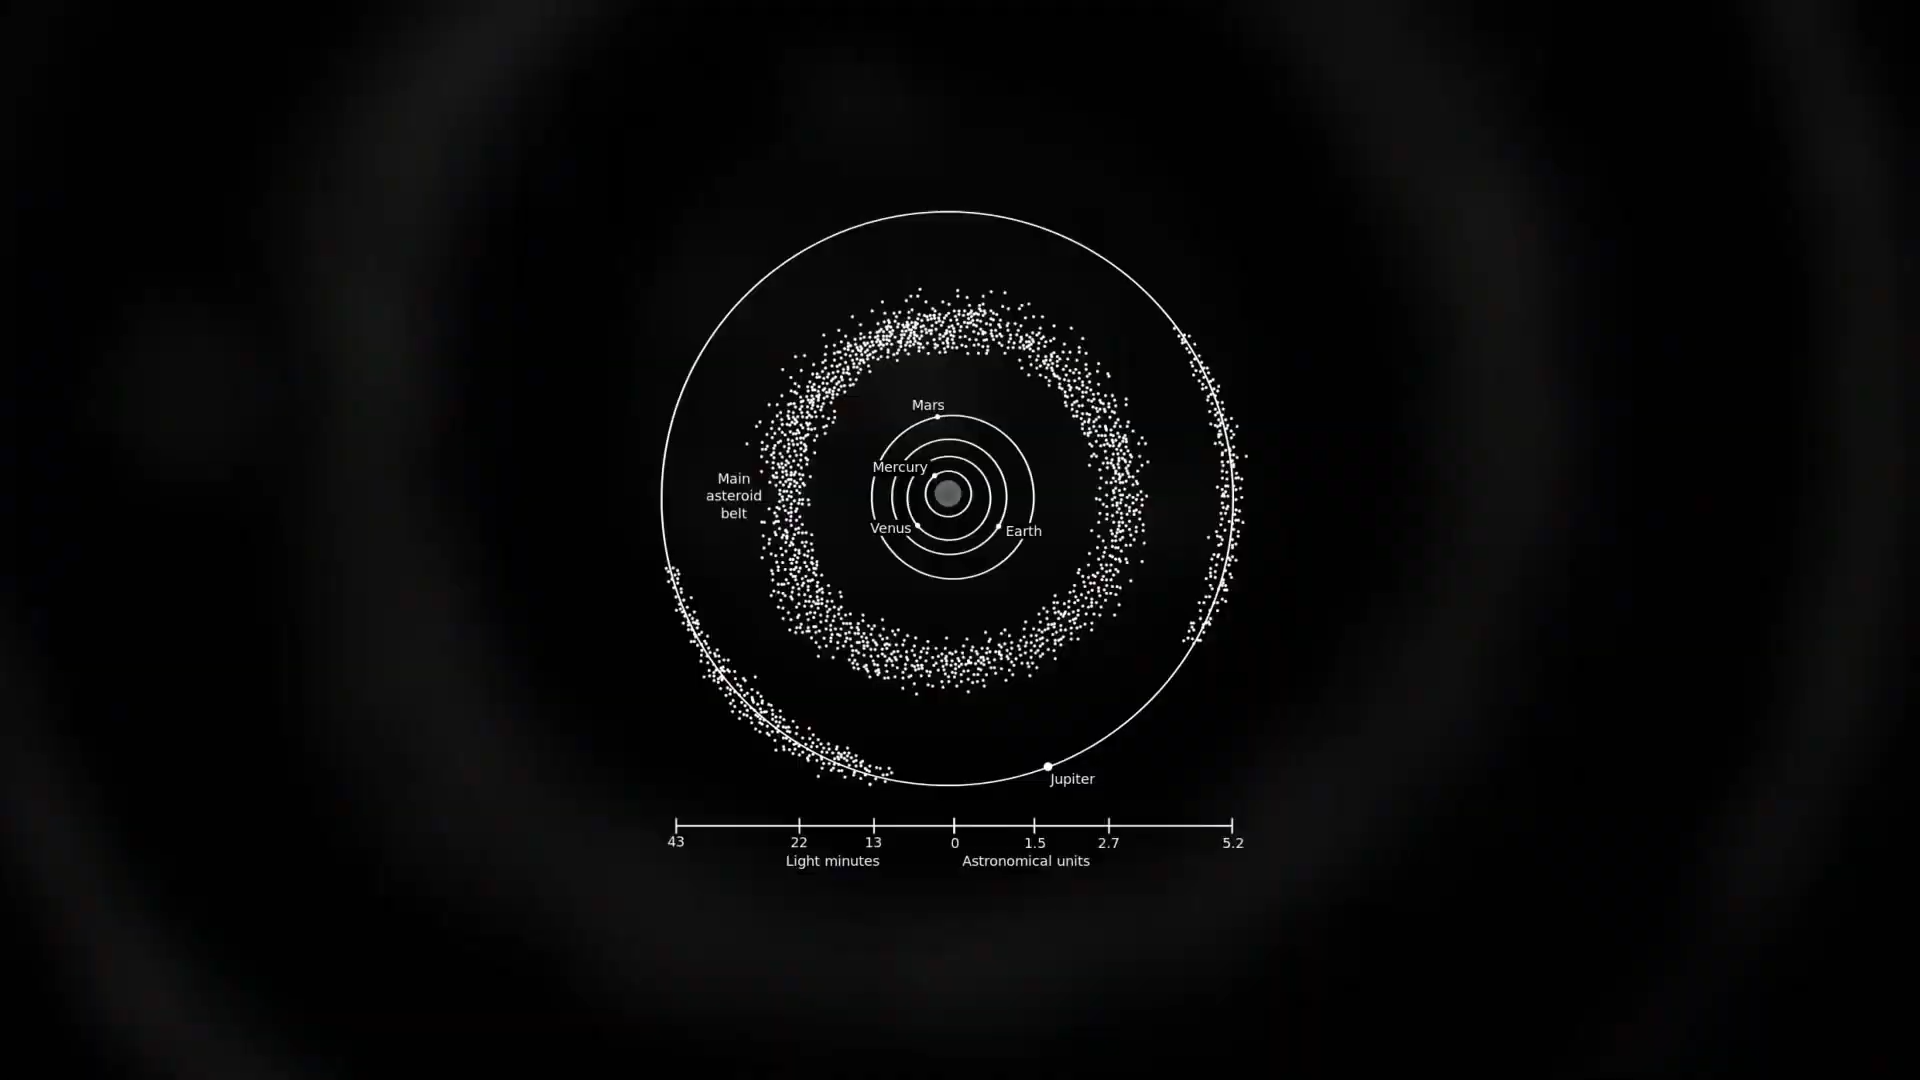 Mars
Mercury
Main
asteroid
belt
Venus
Earth
Jupiter
43 22 13 0 1.5 2.7 5.2
Light minutes Astronomical units